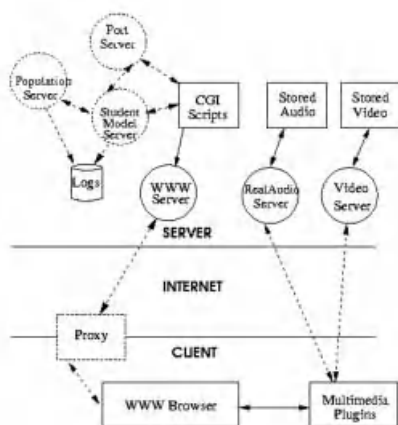 Port
Server
Population
Server
Student
Model
Server
CGI
Scripts
Stored
Audio
Stored
Video
Logs
WWW
Server
RealAudio
Server
Video
Server
SERVER
INTERNET
Proxy
CLIENT
WWW Browser
Multimedia
Plugins